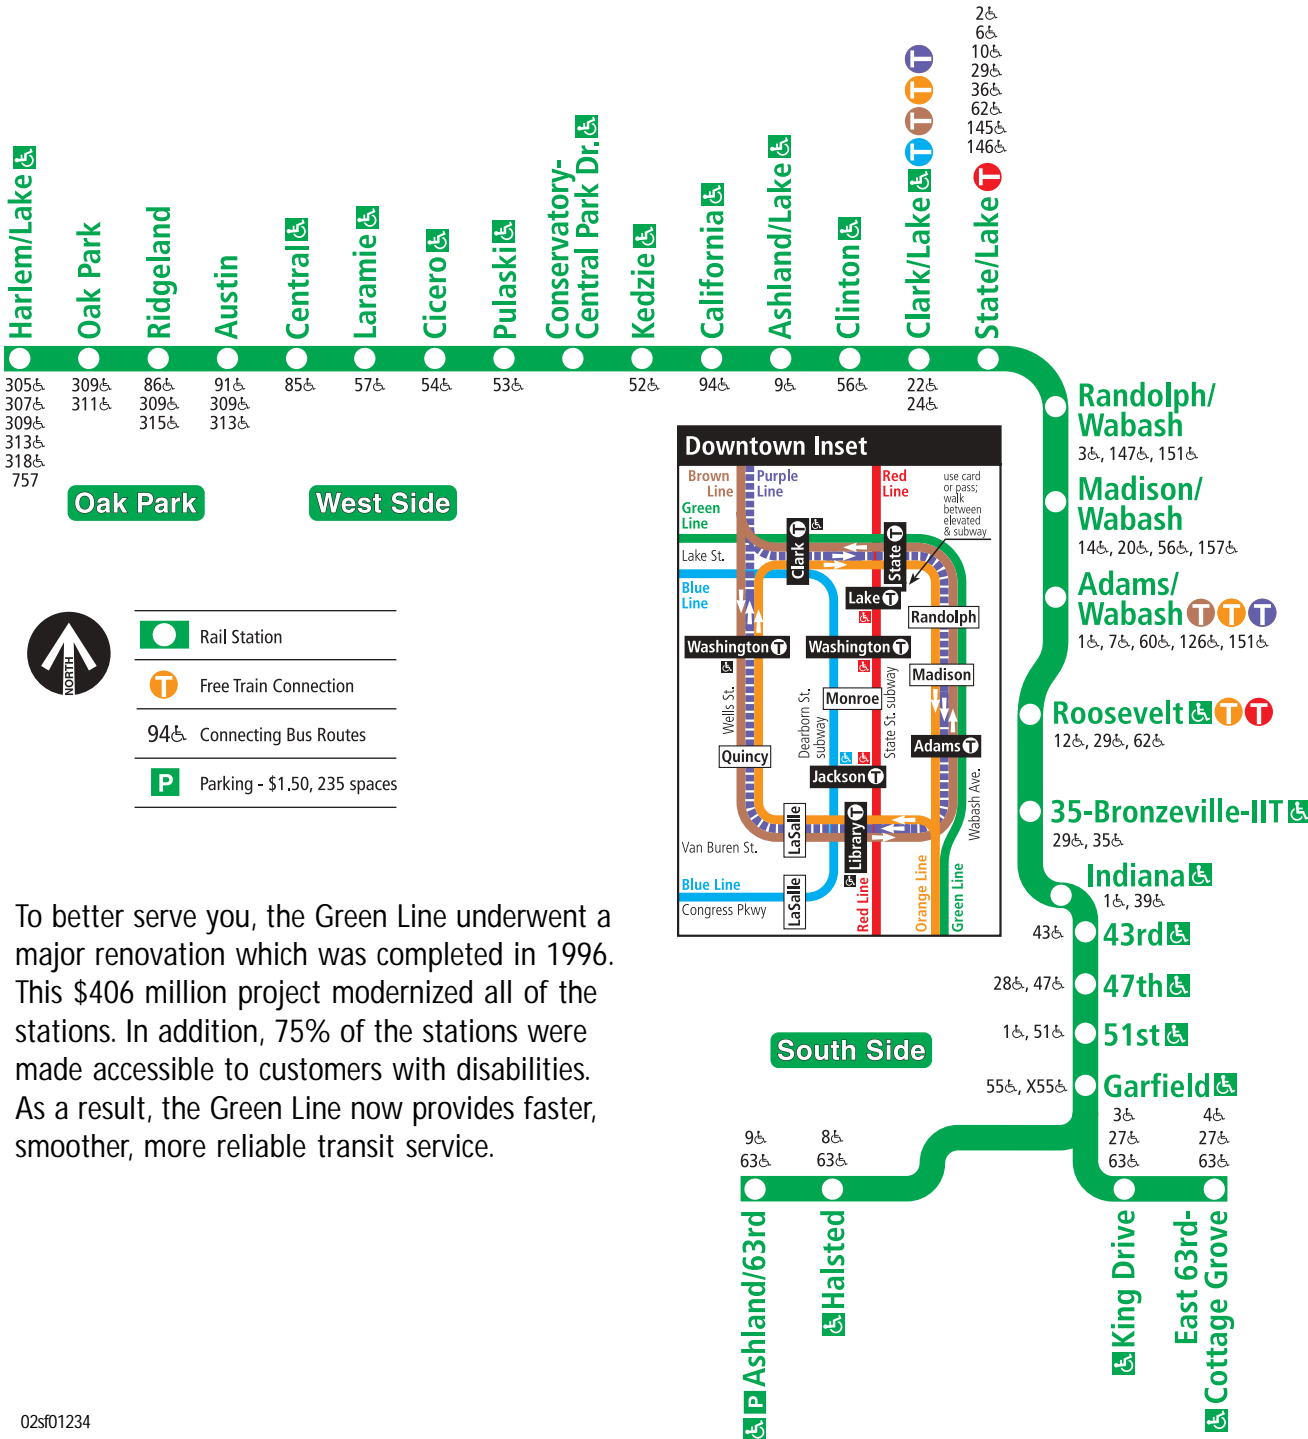 2
6
10
29
36
62
145
146
T
T
T
T
T
Harlem/Lake
Oak Park
Ridgeland
Austin
Central
Laramie
Cicero
Pulaski
Conservatory-
Central Park Dr.
Kedzie
California
Ashland/Lake
Clinton
Clark/Lake
State/Lake
305
307
309
313
318
757
309
311
86
309
315
91
309
313
85
57
54
53
52
94
9
56
22
24
Oak Park
West Side
Randolph/
Wabash
3, 147, 151
Madison/
Wabash
14, 20, 56, 157
Adams/
Wabash T T T
1, 7, 60, 126, 151
Roosevelt T T
12, 29, 62
35-Bronzeville-IIT
29, 35
Indiana
1, 39
43 43rd
28, 47 47th
1, 51 51st
55, X55 Garfield
South Side
9
63
8
63
3
27
63
4
27
63
P Ashland/63rd
Halsted
King Drive
East 63rd-
Cottage Grove
NORTH
Rail Station
T Free Train Connection
94 Connecting Bus Routes
P Parking - $1.50, 235 spaces
Downtown Inset
Brown
Line
Purple
Line
Red
Line
use card
or pass;
walk
between
elevated
& subway
Green
Line
Lake St.
Blue
Line
Clark T
State T
Lake T
Randolph
Washington T
Washington T
Madison
Monroe
Wells St.
Dearborn St.
subway
State St. subway
Quincy
Adams T
Jackson T
Wabash Ave.
LaSalle
Library T
Van Buren St.
Blue Line
Congress Pkwy
LaSalle
Red Line
Orange Line
Green Line
To better serve you, the Green Line underwent a
major renovation which was completed in 1996.
This $406 million project modernized all of the
stations. In addition, 75% of the stations were
made accessible to customers with disabilities.
As a result, the Green Line now provides faster,
smoother, more reliable transit service.
02sf01234